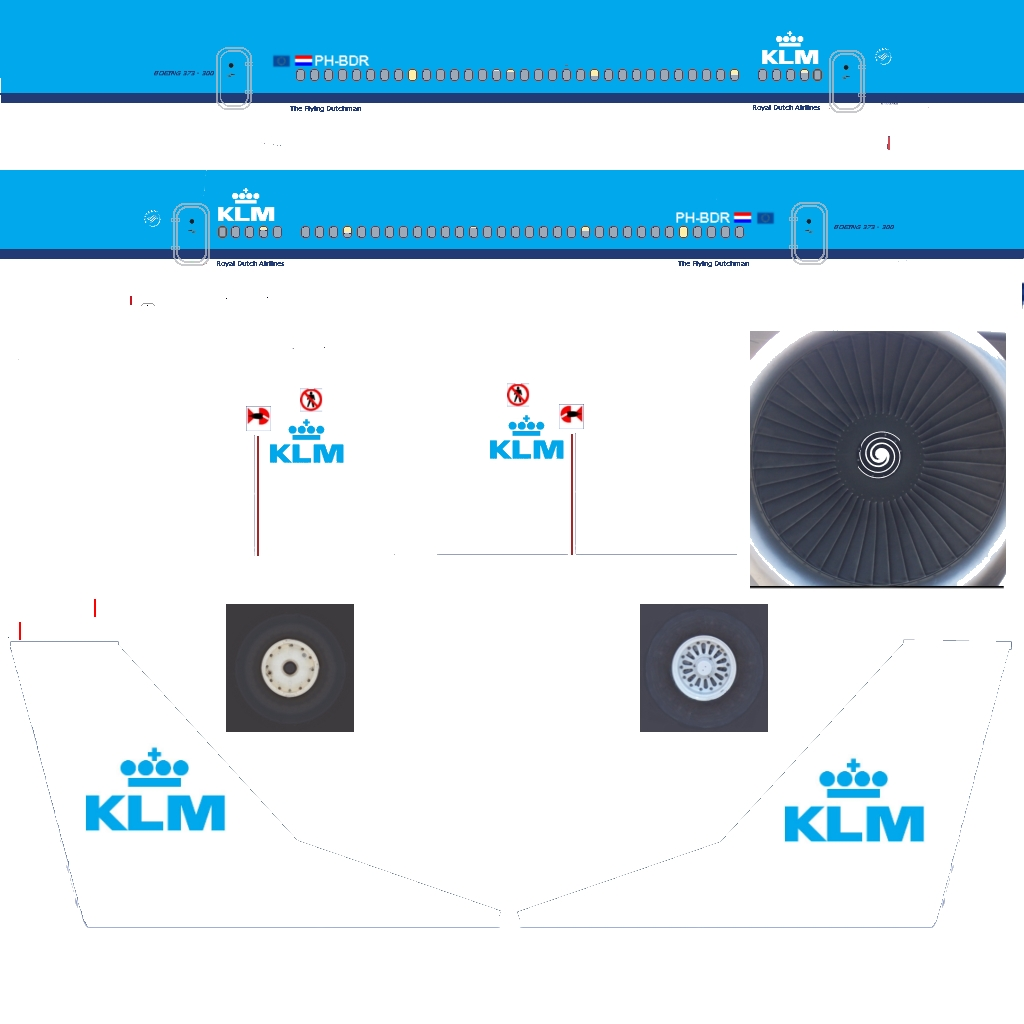 KLM
PH-BDR
BOEING 373 - 300
The Flying Dutchman
Royal Dutch Airlines
KLM
PH-BDR
BOEING 373 - 300
Royal Dutch Airlines
The Flying Dutchman
KLM
KLM
KLM
KLM